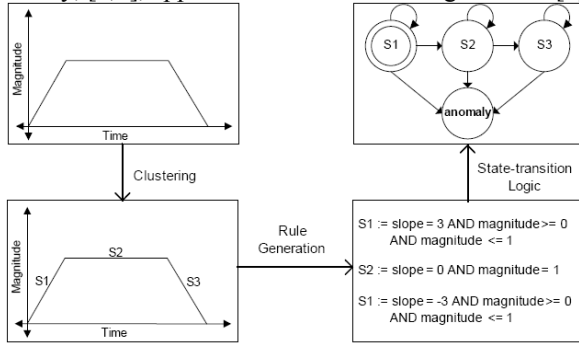 Magnitude
Time
Clustering
Magnitude
S1
S2
S3
Time
Rule
Generation
S1 := slope = 3 AND magnitude>= 0
AND magnitude <= 1
S2 := slope = 0 AND magnitude= 1
S1 := slope = -3 AND magnitude>= 0
AND magnitude <= 1
State-transition
Logic
S1
S2
S3
anomaly